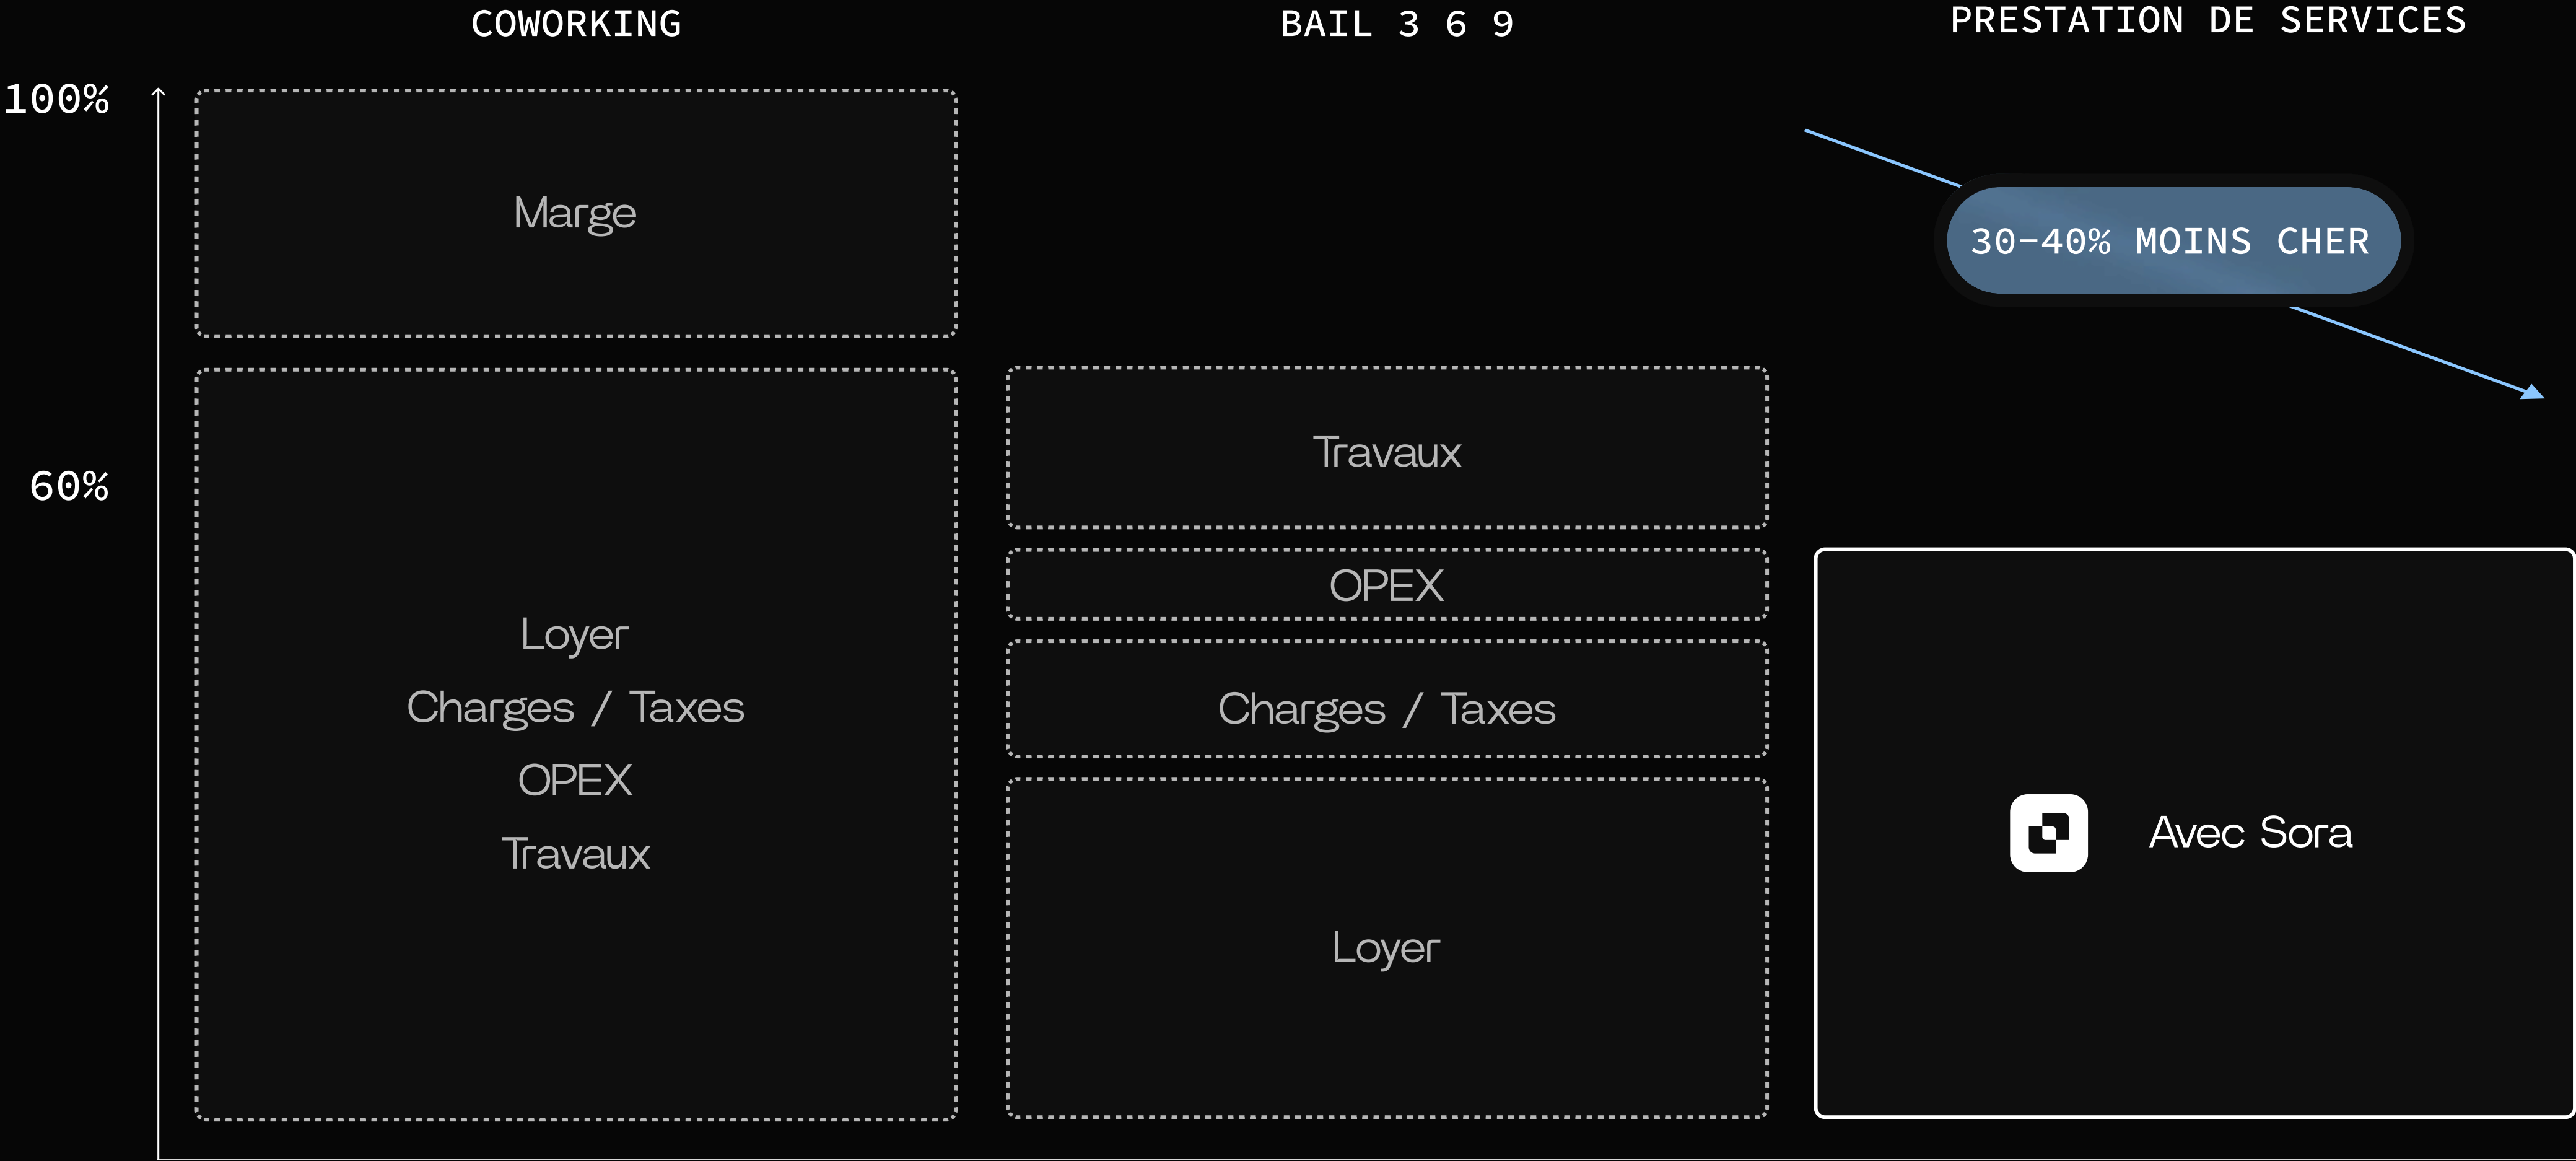 COWORKING
BAIL 3 6 9
PRESTATION DE SERVICES
100%
60%
Marge
Loyer
Charges / Taxes
OPEX
Travaux
Travaux
OPEX
Charges / Taxes
Loyer
30-40% MOINS CHER
Avec Sora